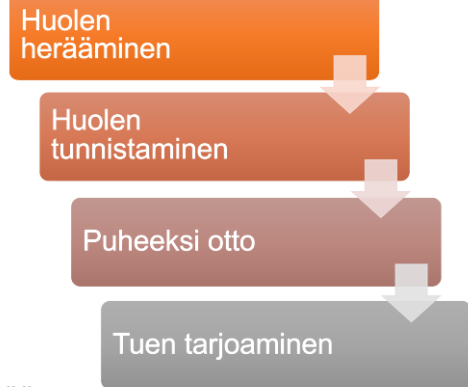 Huolen
herääminen
Huolen
tunnistaminen
Puheeksi otto
Tuen tarjoaminen